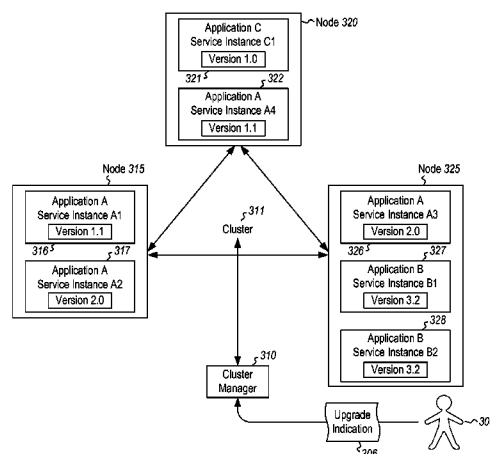 Node 320
Application C
Service Instance C1
Version 1.0
321
322
Application A
Service Instance A4
Version 1.1
Node 315
Application A
Service Instance A1
Version 1.1
316
317
Application A
Service Instance A2
Version 2.0
311
Cluster
Node 325
Application A
Service Instance A3
Version 2.0
326
327
Application B
Service Instance B1
Version 3.2
328
Application B
Service Instance B2
Version 3.2
310
Cluster
Manager
Upgrade
Indication
306
30